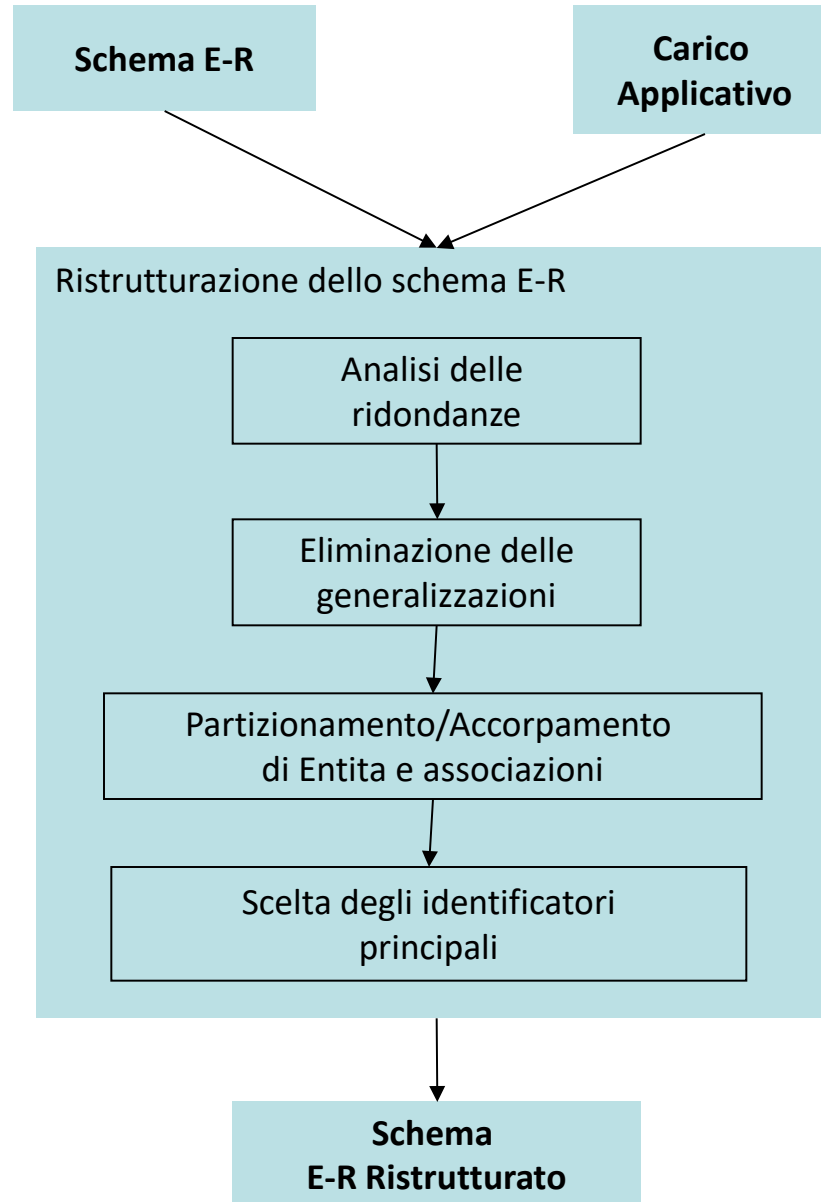 Schema E-R
Carico
Applicativo
Ristrutturazione dello schema E-R
Analisi delle
ridondanze
Eliminazione delle
generalizzazioni
Partizionamento/Accorpamento
di Entita e associazioni
Scelta degli identificatori
principali
Schema
E-R Ristrutturato